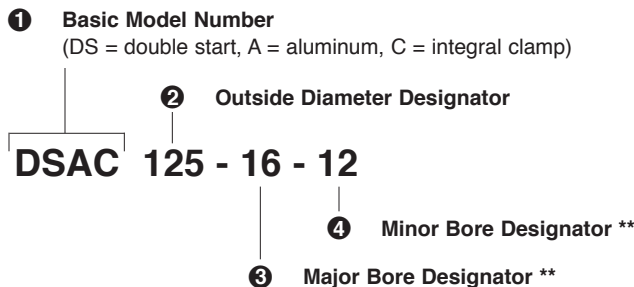 ❶ Basic Model Number
(DS = double start, A = aluminum, C = integral clamp)
❷ Outside Diameter Designator
DSAC 125 - 16 - 12
❹ Minor Bore Designator **
❸ Major Bore Designator **